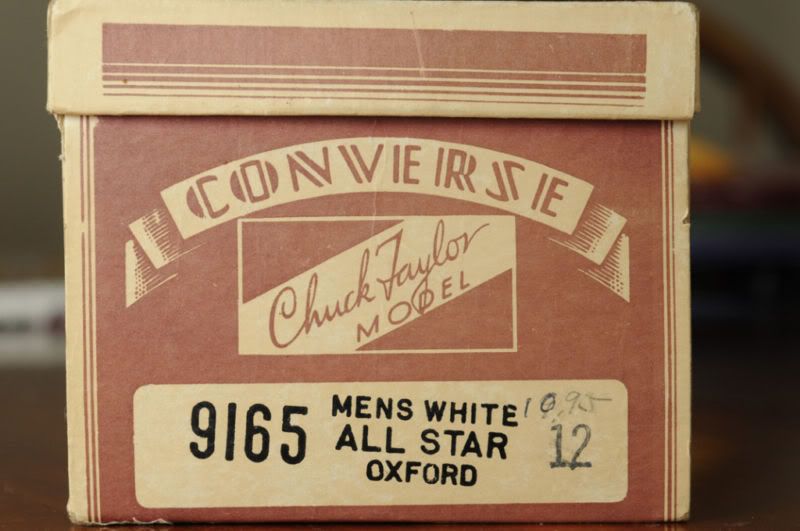 CONVERSE
Chuck Taylor
MODEL
9165
MENS WHITE
ALL STAR
OXFORD
10.95
12